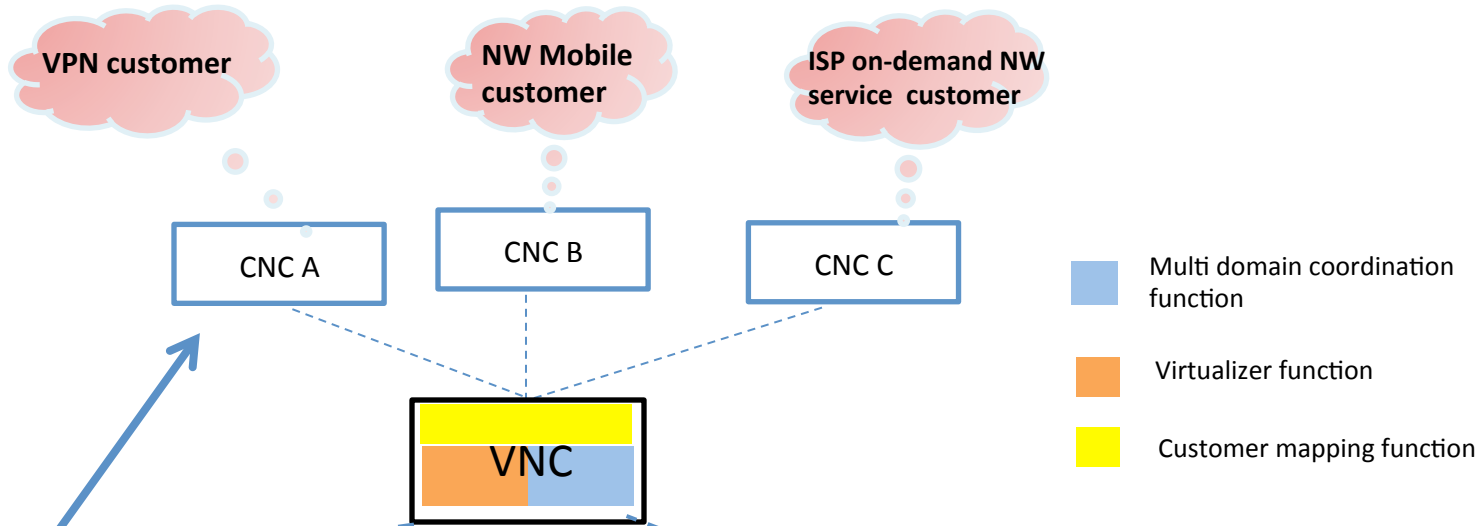 VPN customer
NW Mobile
customer
ISP on-demand NW
service customer
CNC A
CNC B
CNC C
Multi domain coordination
function
Virtualizer function
Customer mapping function
VNC